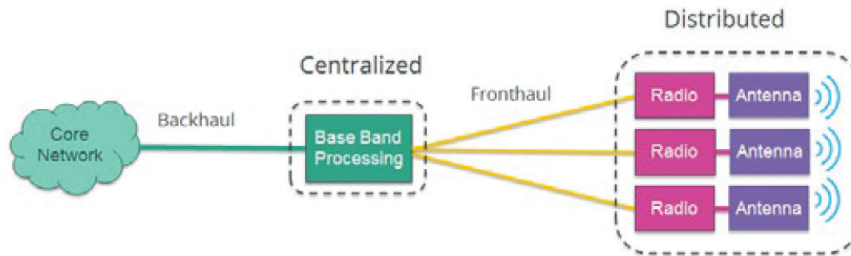 Distributed
Centralized
Fronthaul
Backhaul
Core
Network
Base Band
Processing
Radio
Antenna
Radio
Antenna
Radio
Antenna